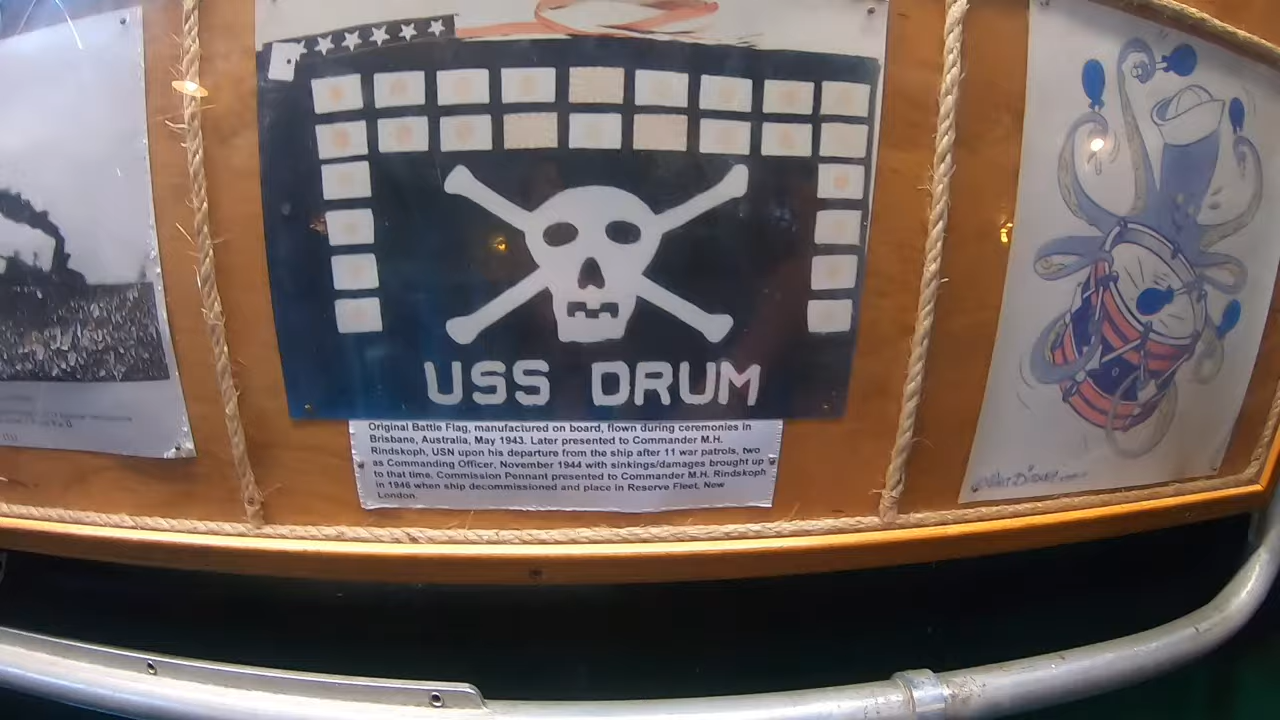 USS DRUM
Original Battle Flag, manufactured on board, flown during ceremonies in
Brisbane, Australia, May 1943. Later presented to Commander M.H.
Rindskoph, USN upon his departure from the ship after 11 war patrols, two
as Commanding Officer, November 1944 with sinkings/damages brought up
to that time. Commission Pennant presented to Commander M.H. Rindskoph
in 1946 when ship decommissioned and place in Reserve Fleet, New
London.
WALT DISNEY